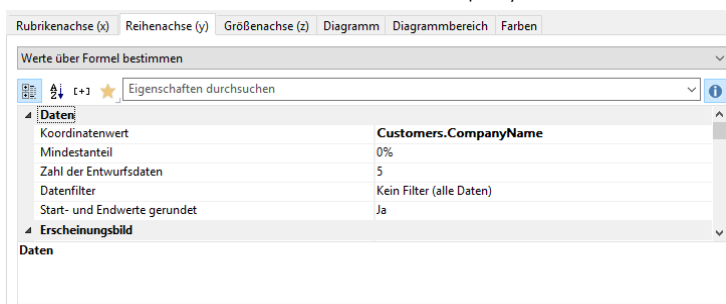 Rubrikenachse (x) Reihenachse (y) Größenachse (z) Diagramm Diagrammbereich Farben
Werte über Formel bestimmen
Eigenschaften durchsuchen
Daten
Koordinatenwert Customers.CompanyName
Mindestanteil 0%
Zahl der Entwurfsdaten 5
Datenfilter Kein Filter (alle Daten)
Start- und Endwerte gerundet Ja
Erscheinungsbild
Daten